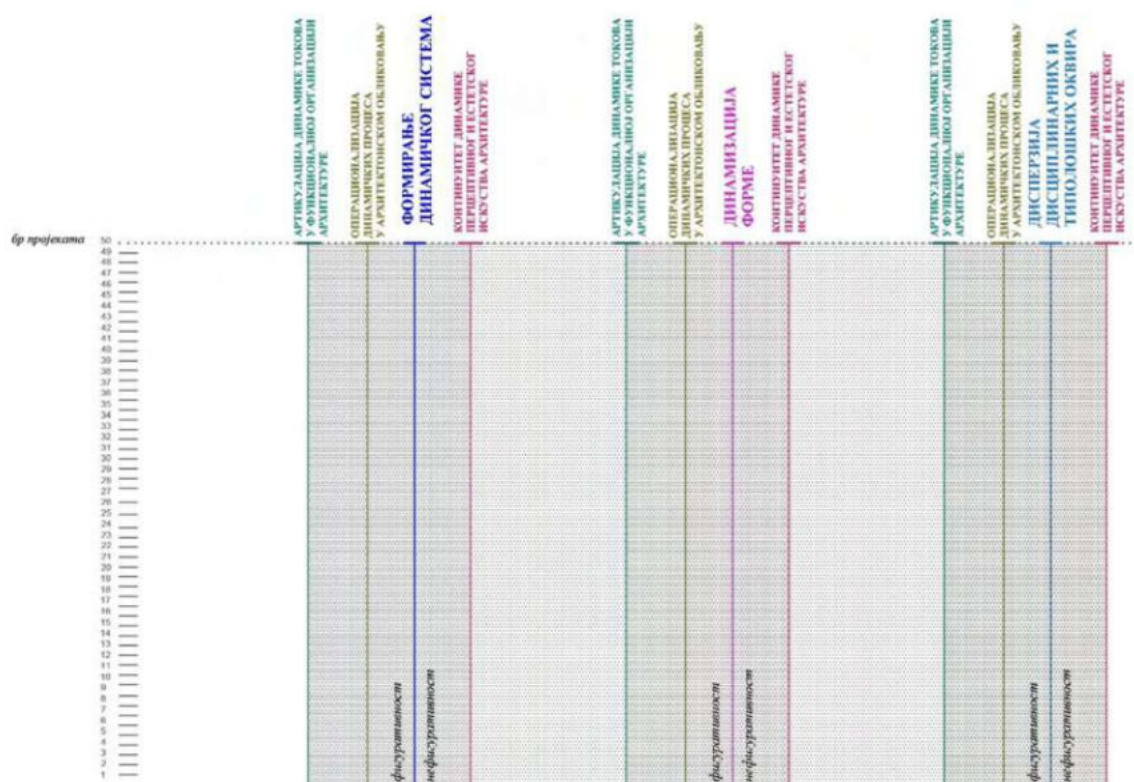 АРТИКУЛАЦИЈА ДИНАМИКЕ ТОКОВА
У ФУНКЦИОНАЛНОЈ ОРГАНИЗАЦИЈИ
АРХИТЕКТУРЕ
ОПЕРАЦИОНАЛИЗАЦИЈА
ДИНАМИЧКИХ ПРОЦЕСА
У АРХИТЕКТОНСКОМ ОБЛИКОВАЊУ
ФОРМИРАЊЕ
ДИНАМИЧКОГ СИСТЕМА
КОНТИНУИТЕТ ДИНАМИКЕ
ПЕРЦЕПТИВНОГ И ЕСТЕТСКОГ
ИСКУСТВА АРХИТЕКТУРЕ
АРТИКУЛАЦИЈА ДИНАМИКЕ ТОКОВА
У ФУНКЦИОНАЛНОЈ ОРГАНИЗАЦИЈИ
АРХИТЕКТУРЕ
ОПЕРАЦИОНАЛИЗАЦИЈА
ДИНАМИЧКИХ ПРОЦЕСА
У АРХИТЕКТОНСКОМ ОБЛИКОВАЊУ
ДИНАМИЗАЦИЈА
ФОРМЕ
КОНТИНУИТЕТ ДИНАМИКЕ
ПЕРЦЕПТИВНОГ И ЕСТЕТСКОГ
ИСКУСТВА АРХИТЕКТУРЕ
АРТИКУЛАЦИЈА ДИНАМИКЕ ТОКОВА
У ФУНКЦИОНАЛНОЈ ОРГАНИЗАЦИЈИ
АРХИТЕКТУРЕ
ОПЕРАЦИОНАЛИЗАЦИЈА
ДИНАМИЧКИХ ПРОЦЕСА
У АРХИТЕКТОНСКОМ ОБЛИКОВАЊУ
ДИСПЕРЗИЈА
ДИСЦИПЛИНАРНИХ И
ТИПОЛОШКИХ ОКВИРА
КОНТИНУИТЕТ ДИНАМИКЕ
ПЕРЦЕПТИВНОГ И ЕСТЕТСКОГ
ИСКУСТВА АРХИТЕКТУРЕ
бр пројеката 50
49
48
47
46
45
44
43
42
41
40
39
38
37
36
35
34
33
32
31
30
29
28
27
26
25
24
23
22
21
20
19
18
17
16
15
14
13
12
11
10
9
8
7
6
5
4
3
2
1
фигуративност
нефигуративност
фигуративност
нефигуративност
фигуративност
нефигуративност